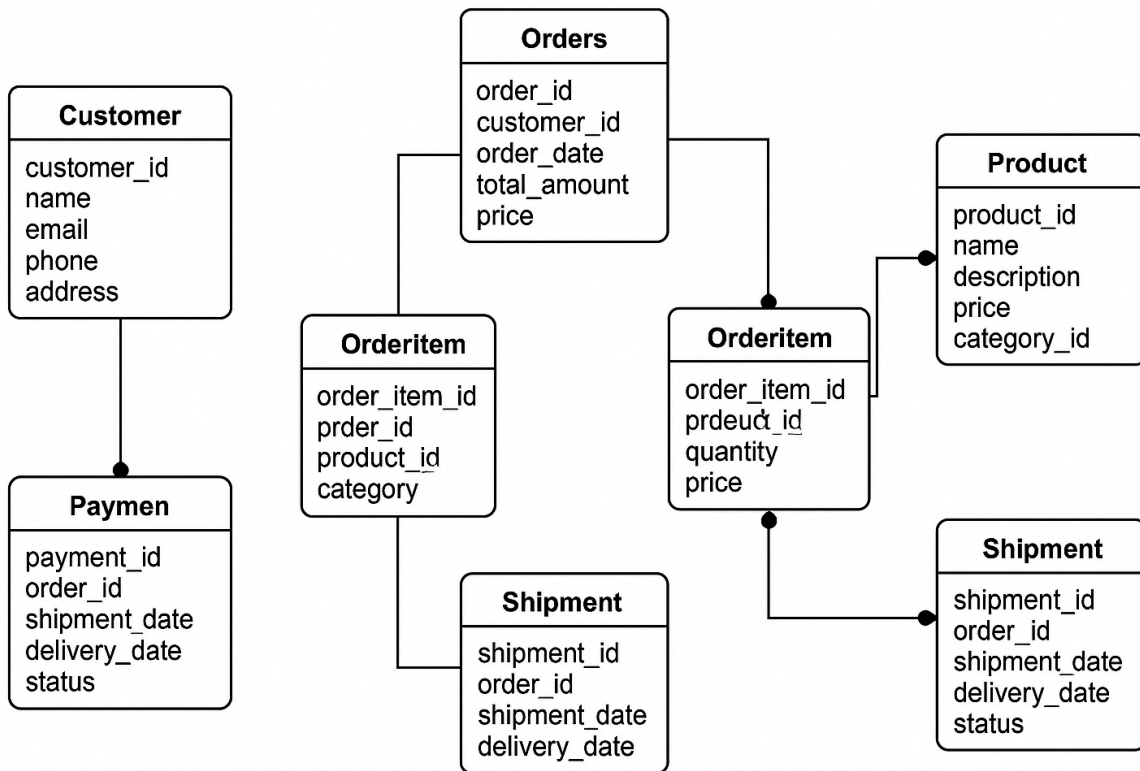 Orders
order_id
customer_id
order_date
total_amount
price
Customer
customer_id
name
email
phone
address
Product
product_id
name
description
price
category_id
Orderitem
order_item_id
prder_id
product_id
category
Orderitem
order_item_id
quantity
price
Paymen
payment_id
order_id
shipment_date
delivery_date
status
Shipment
shipment_id
order_id
shipment_date
delivery_date
Shipment
shipment_id
order_id
shipment_date
delivery_date
status